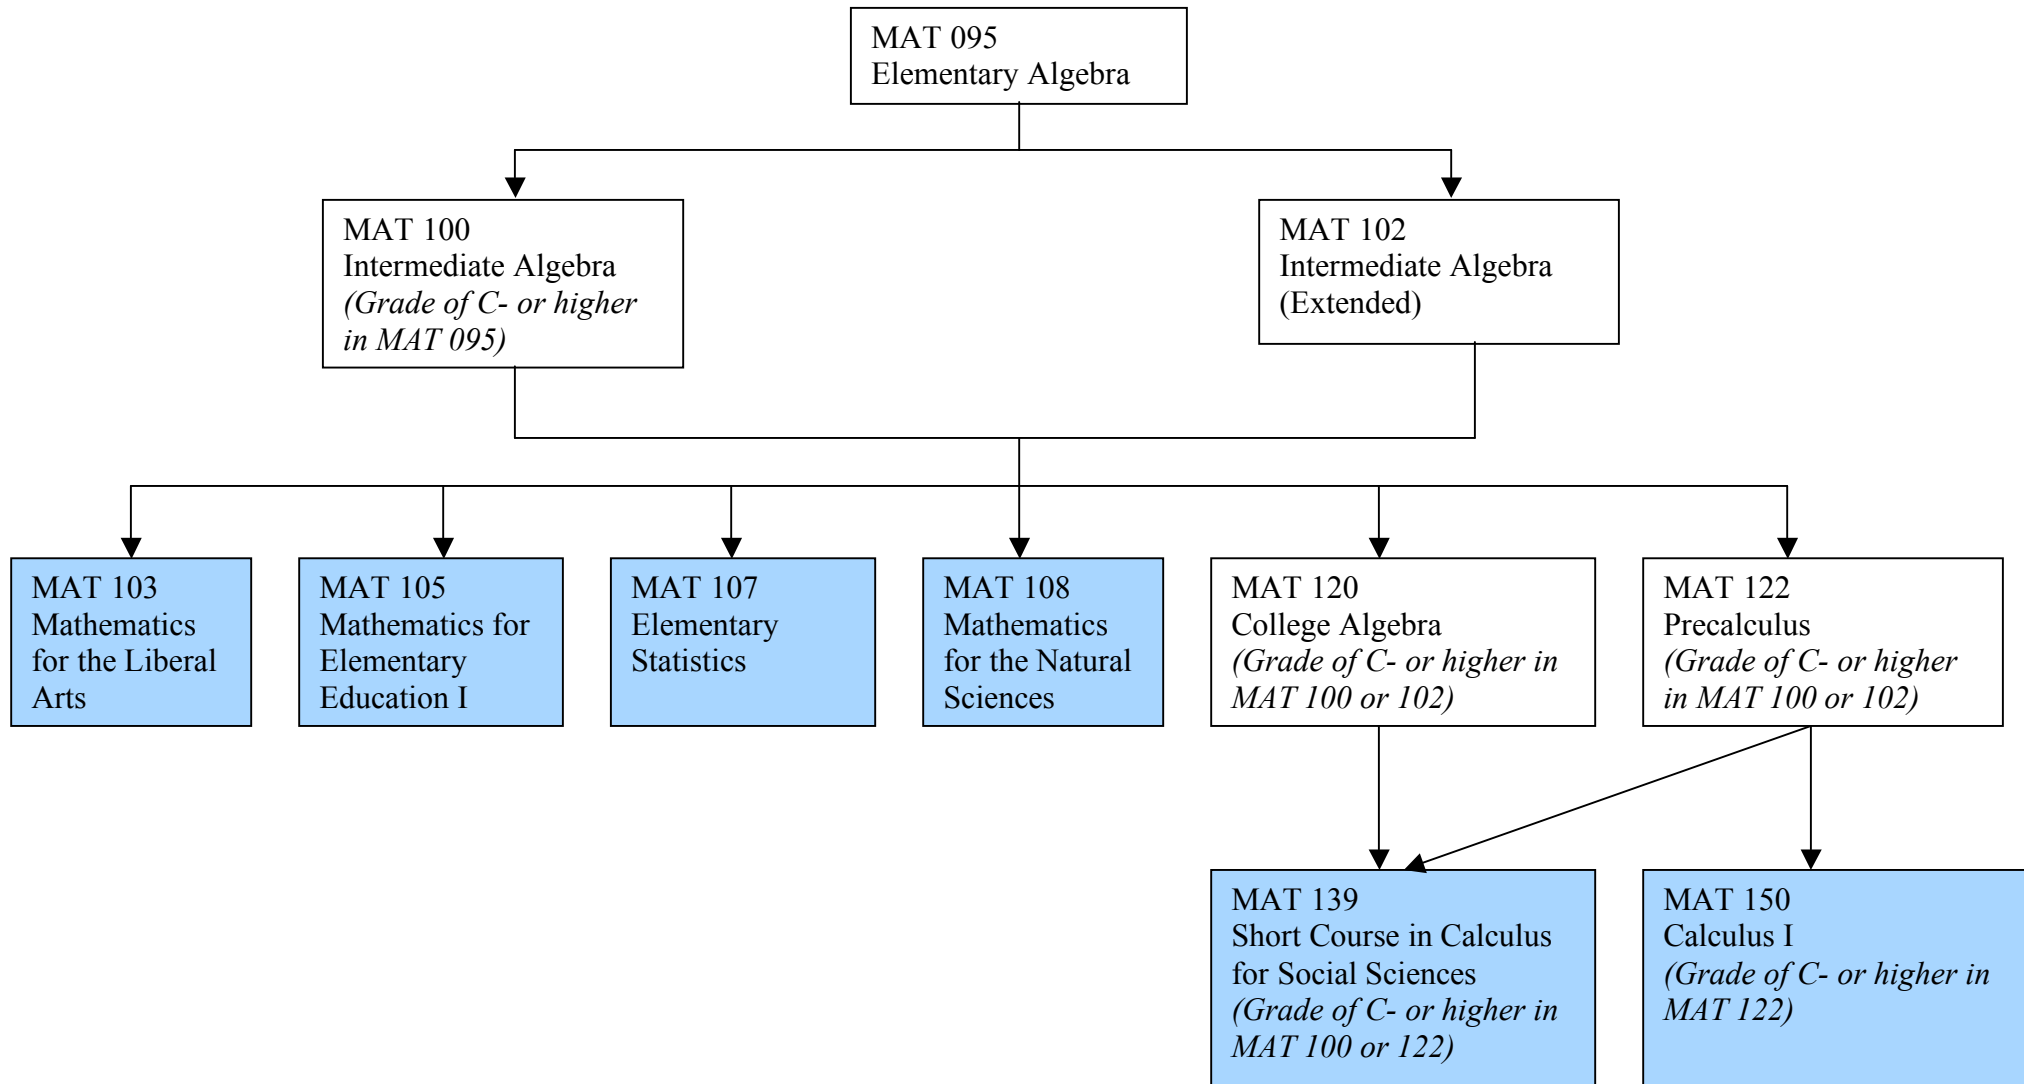 MAT 095
Elementary Algebra
MAT 100
Intermediate Algebra
(Grade of C- or higher
in MAT 095)
MAT 102
Intermediate Algebra
(Extended)
MAT 103
Mathematics
for the Liberal
Arts
MAT 105
Mathematics for
Elementary
Education I
MAT 107
Elementary
Statistics
MAT 108
Mathematics
for the Natural
Sciences
MAT 120
College Algebra
(Grade of C- or higher in
MAT 100 or 102)
MAT 122
Precalculus
(Grade of C- or higher
in MAT 100 or 102)
MAT 139
Short Course in Calculus
for Social Sciences
(Grade of C- or higher in
MAT 100 or 122)
MAT 150
Calculus I
(Grade of C- or higher in
MAT 122)